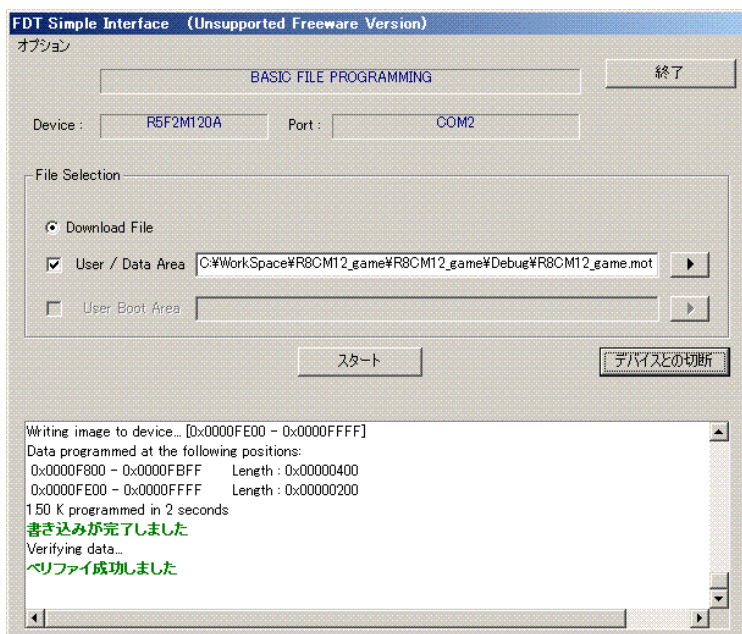 FDT Simple Interface (Unsupported Freeware Version)
オプション
BASIC FILE PROGRAMMING
終了
Device : R5F2M120A Port : COM2
File Selection
Download File
User / Data Area C:¥WorkSpace¥R8CM12_game¥R8CM12_game¥Debug¥R8CM12_game.mot
User Boot Area
スタート デバイスとの切断
Writing image to device... [0x0000FE00 - 0x0000FFFF]
Data programmed at the following positions:
0x0000F800 - 0x0000FBFF Length : 0x00000400
0x0000FE00 - 0x0000FFFF Length : 0x00000200
1.50 K programmed in 2 seconds
書き込みが完了しました
Verifying data...
ベリファイ成功しました